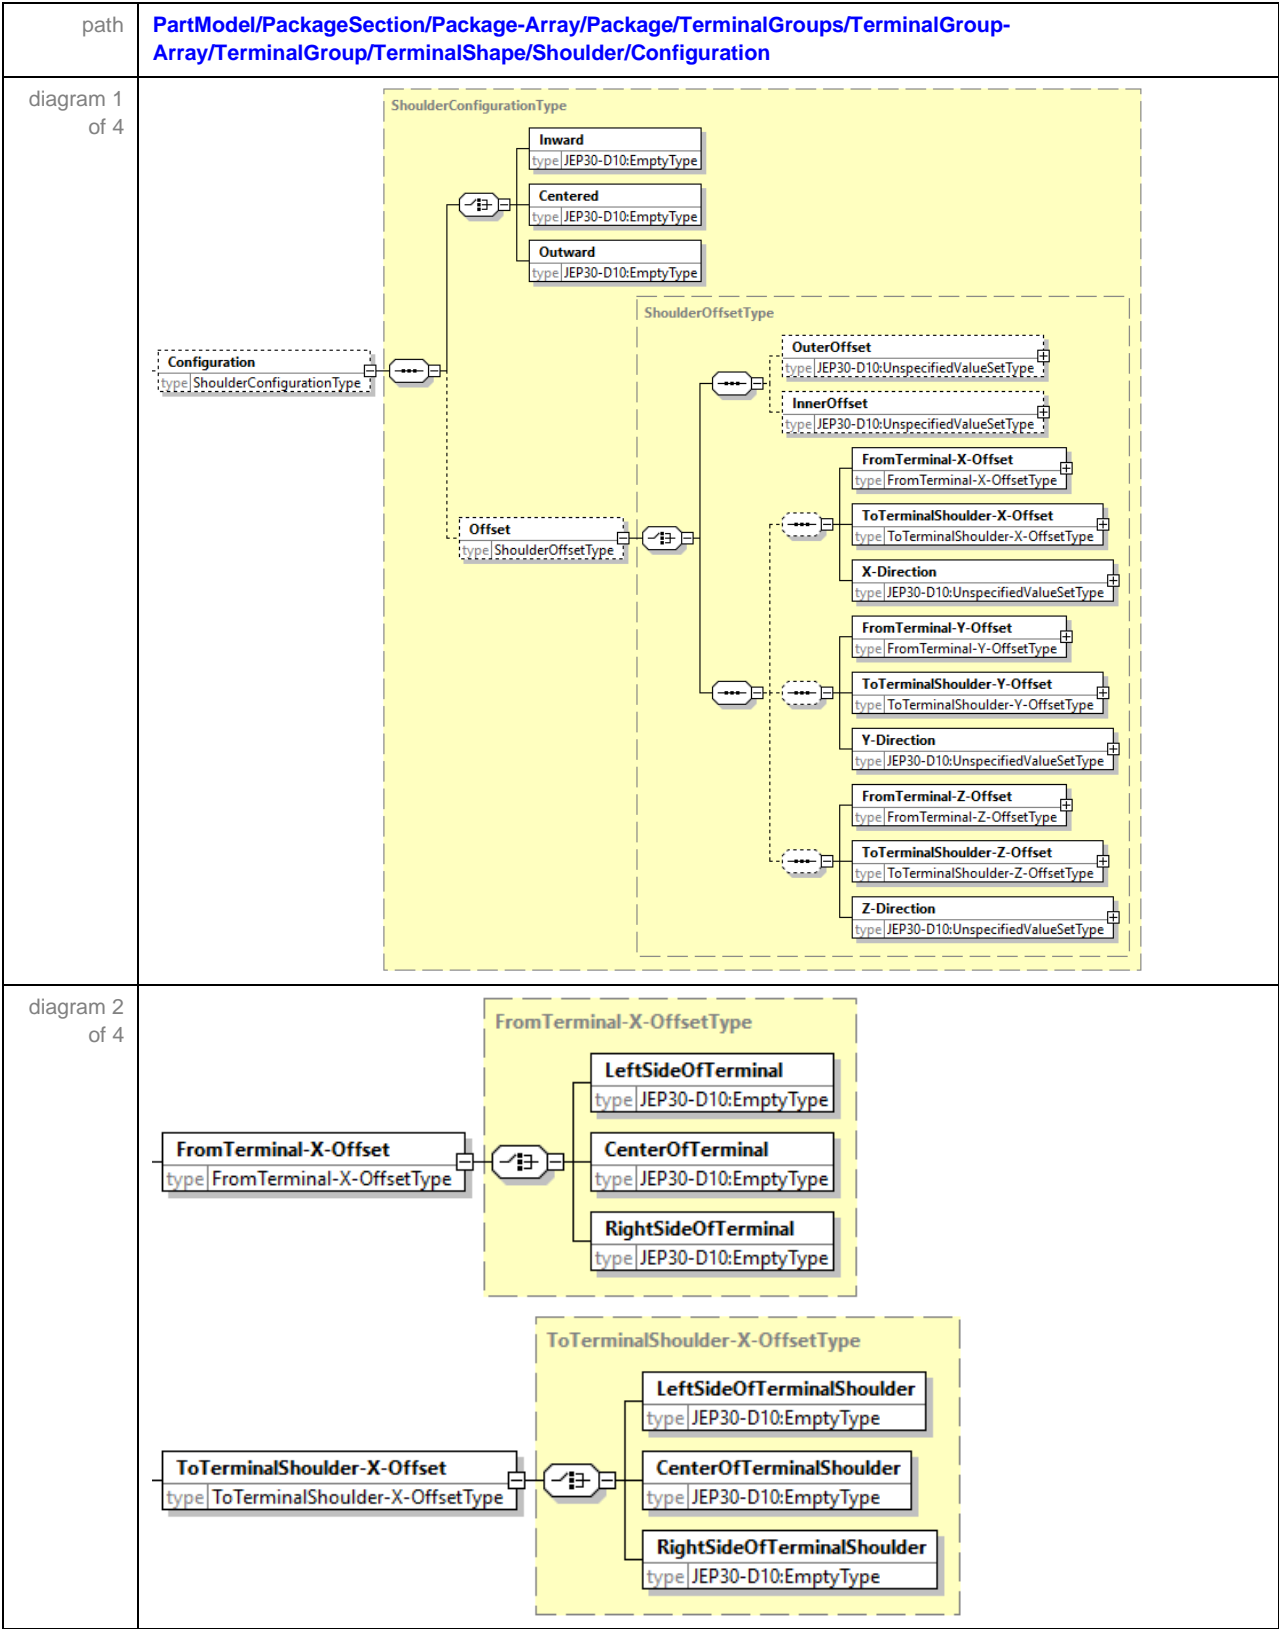 path
PartModel/PackageSection/Package-Array/Package/TerminalGroups/TerminalGroup-
Array/TerminalGroup/TerminalShape/Shoulder/Configuration
diagram 1
of 4
ShoulderConfigurationType
Inward
type JEP30-D10:EmptyType
Centered
type JEP30-D10:EmptyType
Outward
type JEP30-D10:EmptyType
ShoulderOffsetType
OuterOffset
type JEP30-D10:UnspecifiedValueSetType
Configuration
type ShoulderConfigurationType
InnerOffset
type JEP30-D10:UnspecifiedValueSetType
FromTerminal-X-Offset
type FromTerminal-X-OffsetType
Offset
type ShoulderOffsetType
ToTerminalShoulder-X-Offset
type ToTerminalShoulder-X-OffsetType
X-Direction
type JEP30-D10:UnspecifiedValueSetType
FromTerminal-Y-Offset
type FromTerminal-Y-OffsetType
ToTerminalShoulder-Y-Offset
type ToTerminalShoulder-Y-OffsetType
Y-Direction
type JEP30-D10:UnspecifiedValueSetType
FromTerminal-Z-Offset
type FromTerminal-Z-OffsetType
ToTerminalShoulder-Z-Offset
type ToTerminalShoulder-Z-OffsetType
Z-Direction
type JEP30-D10:UnspecifiedValueSetType
diagram 2
of 4
FromTerminal-X-OffsetType
LeftSideOfTerminal
type JEP30-D10:EmptyType
FromTerminal-X-Offset
type FromTerminal-X-OffsetType
CenterOfTerminal
type JEP30-D10:EmptyType
RightSideOfTerminal
type JEP30-D10:EmptyType
ToTerminalShoulder-X-OffsetType
LeftSideOfTerminalShoulder
type JEP30-D10:EmptyType
ToTerminalShoulder-X-Offset
type ToTerminalShoulder-X-OffsetType
CenterOfTerminalShoulder
type JEP30-D10:EmptyType
RightSideOfTerminalShoulder
type JEP30-D10:EmptyType